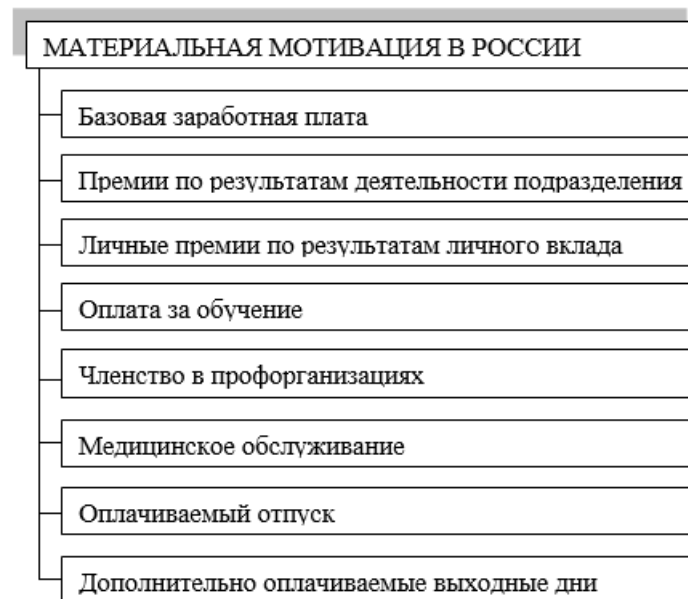 МАТЕРИАЛЬНАЯ МОТИВАЦИЯ В РОССИИ
Базовая заработная плата
Премии по результатам деятельности подразделения
Личные премии по результатам личного вклада
Оплата за обучение
Членство в профорганизациях
Медицинское обслуживание
Оплачиваемый отпуск
Дополнительно оплачиваемые выходные дни